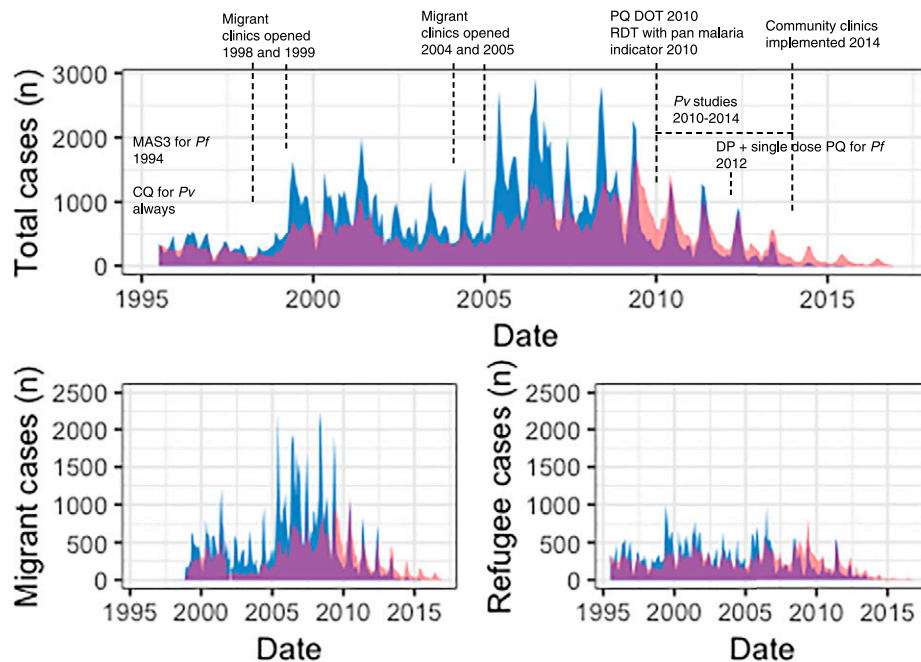 Migrant
clinics opened
1998 and 1999
Migrant
clinics opened
2004 and 2005
PQ DOT 2010
RDT with pan malaria
indicator 2010
Community clinics
implemented 2014
Total cases (n)
3000
2000
1000
0
MAS3 for Pf
1994
CQ for Pv
always
Pv studies
2010-2014
DP + single dose PQ for Pf
2012
1995 2000 2005 2010 2015
Date
Migrant cases (n)
2500
2000
1500
1000
500
0
1995 2000 2005 2010 2015
Date
Refugee cases (n)
2500
2000
1500
1000
500
0
1995 2000 2005 2010 2015
Date